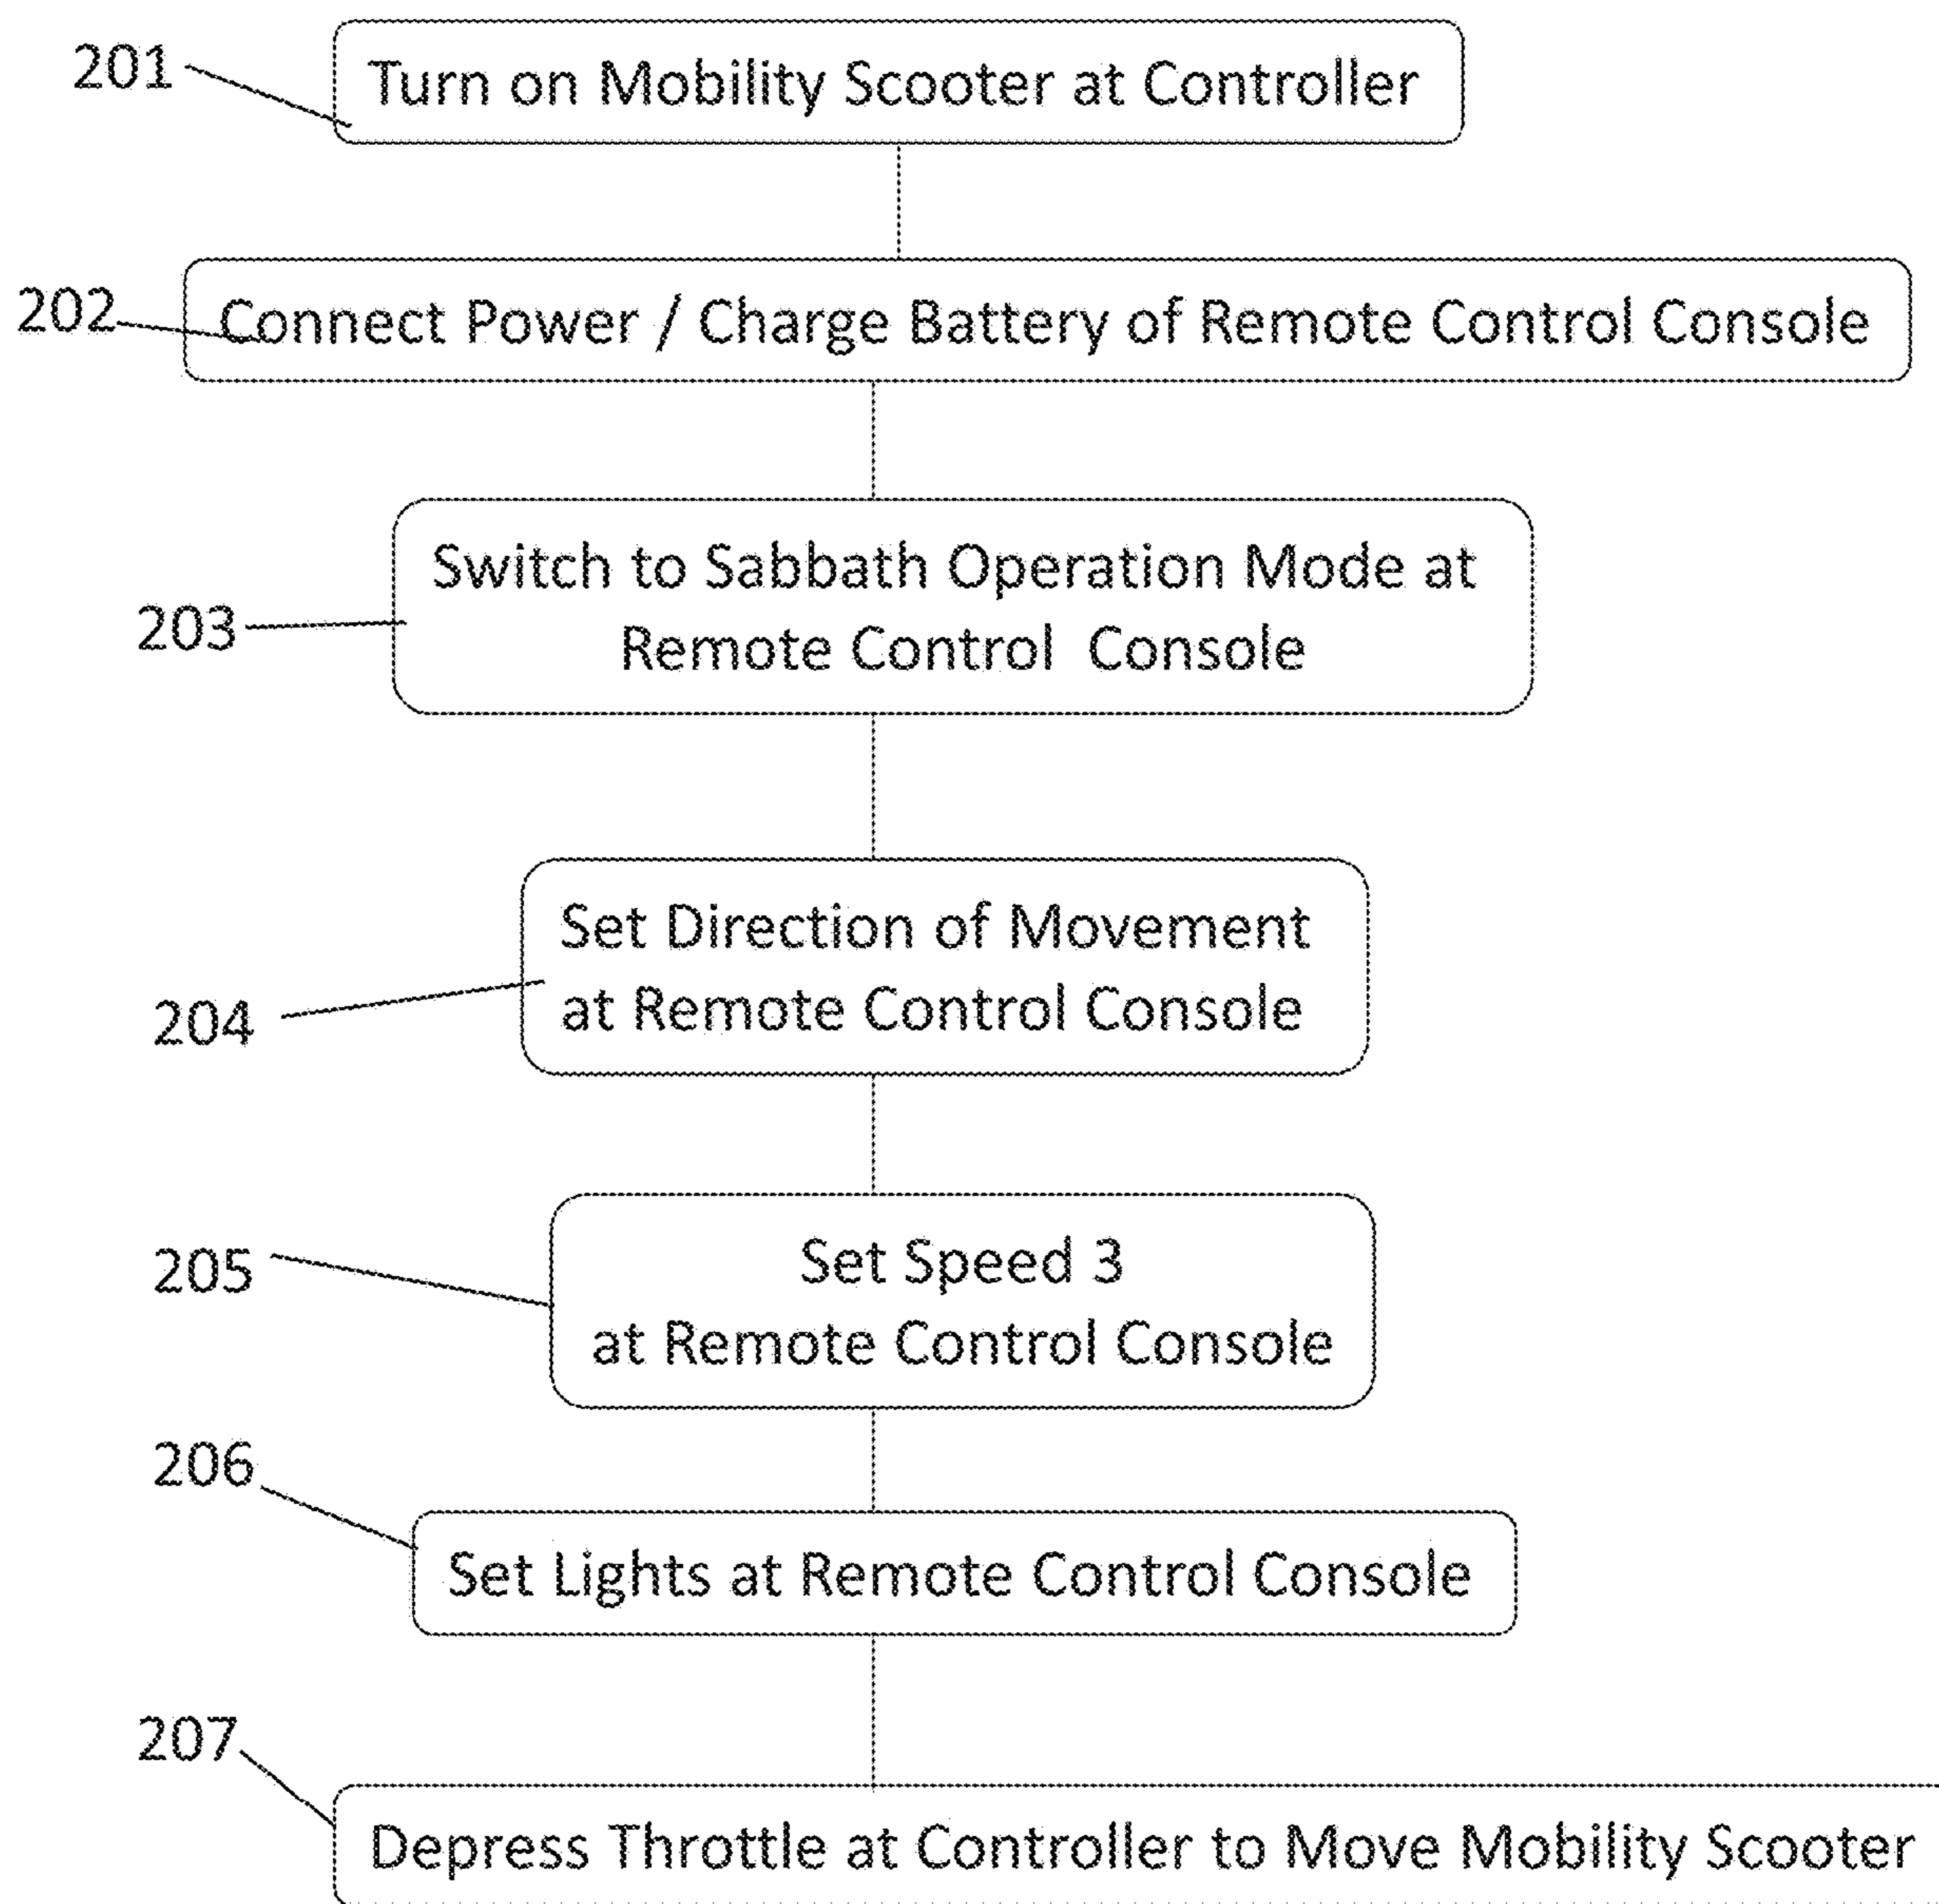 201
Turn on Mobility Scooter at Controller
202
Connect Power / Charge Battery of Remote Control Console
203
Switch to Sabbath Operation Mode at
Remote Control Console
204
Set Direction of Movement
at Remote Control Console
205
Set Speed 3
at Remote Control Console
206
Set Lights at Remote Control Console
207
Depress Throttle at Controller to Move Mobility Scooter